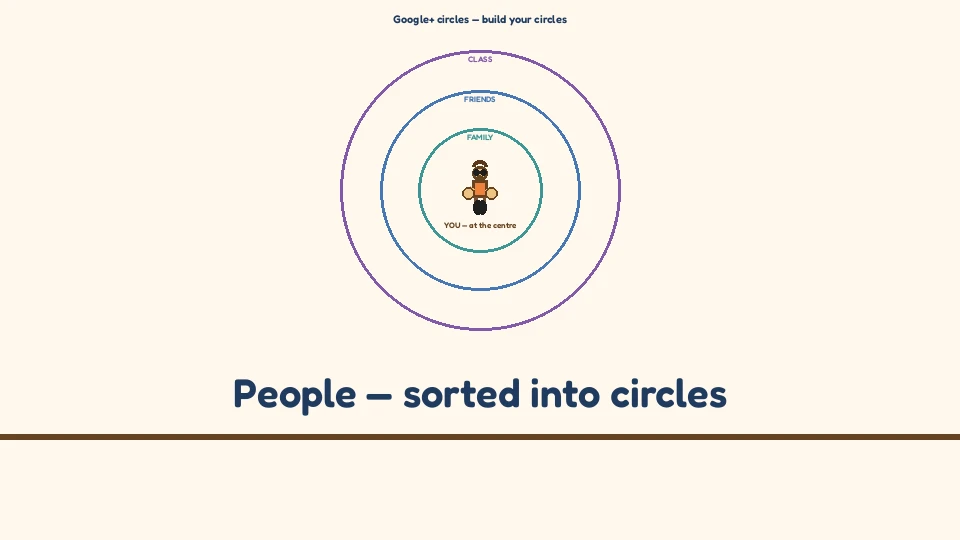 Google+ circles — build your circles
CLASS
FRIENDS
FAMILY
YOU — at the centre
People — sorted into circles